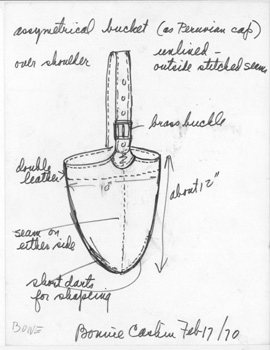 assymetrical bucket (as Peruvian cap)
over shoulder
unlined -
outside stitched seams
brass buckle
double
leather
10"
about 12"
seam on
either side
short darts
for shaping
BONE
Bonnie Cashin Feb 17/70